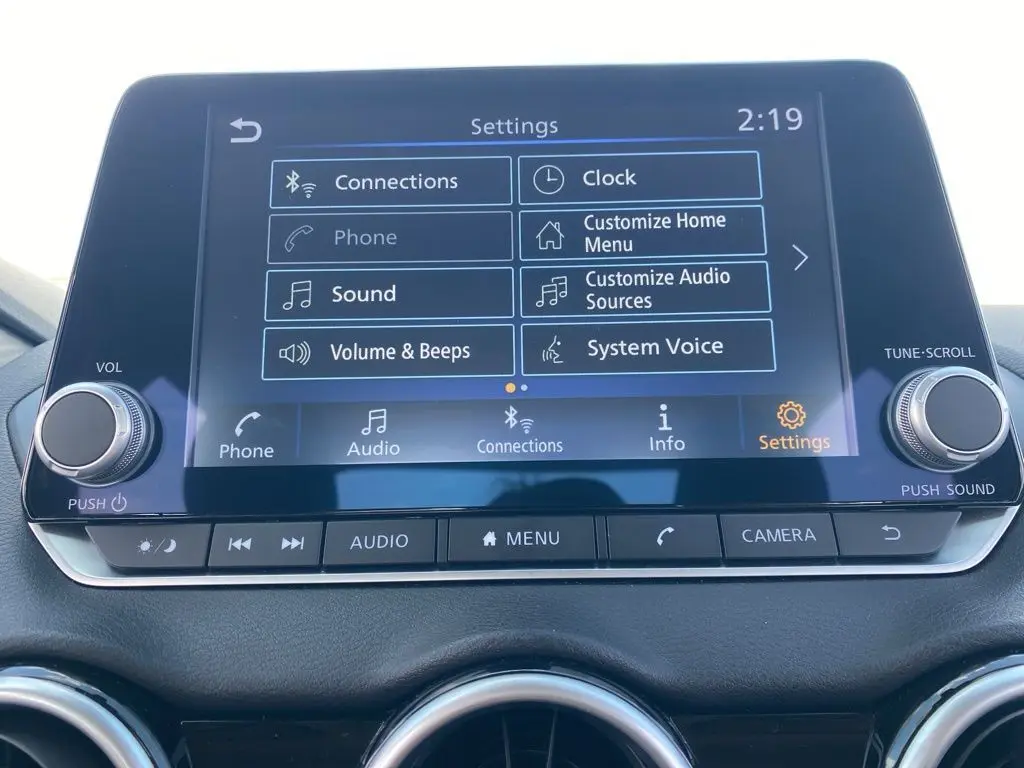 Settings
2:19
Connections
Clock
Phone
Customize Home
Menu
Sound
Customize Audio
Sources
Volume & Beeps
System Voice
VOL
TUNE·SCROLL
Phone
Audio
Connections
Info
Settings
PUSH
PUSH SOUND
AUDIO
MENU
CAMERA